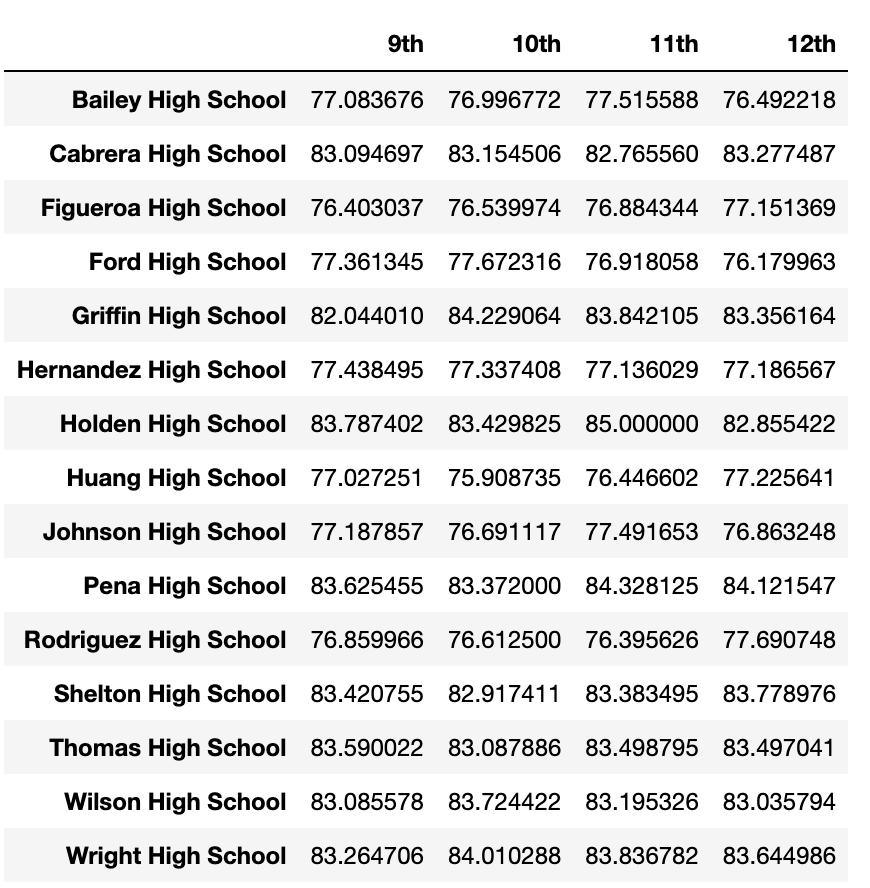 9th 10th 11th 12th
Bailey High School 77.083676 76.996772 77.515588 76.492218
Cabrera High School 83.094697 83.154506 82.765560 83.277487
Figueroa High School 76.403037 76.539974 76.884344 77.151369
Ford High School 77.361345 77.672316 76.918058 76.179963
Griffin High School 82.044010 84.229064 83.842105 83.356164
Hernandez High School 77.438495 77.337408 77.136029 77.186567
Holden High School 83.787402 83.429825 85.000000 82.855422
Huang High School 77.027251 75.908735 76.446602 77.225641
Johnson High School 77.187857 76.691117 77.491653 76.863248
Pena High School 83.625455 83.372000 84.328125 84.121547
Rodriguez High School 76.859966 76.612500 76.395626 77.690748
Shelton High School 83.420755 82.917411 83.383495 83.778976
Thomas High School 83.590022 83.087886 83.498795 83.497041
Wilson High School 83.085578 83.724422 83.195326 83.035794
Wright High School 83.264706 84.010288 83.836782 83.644986